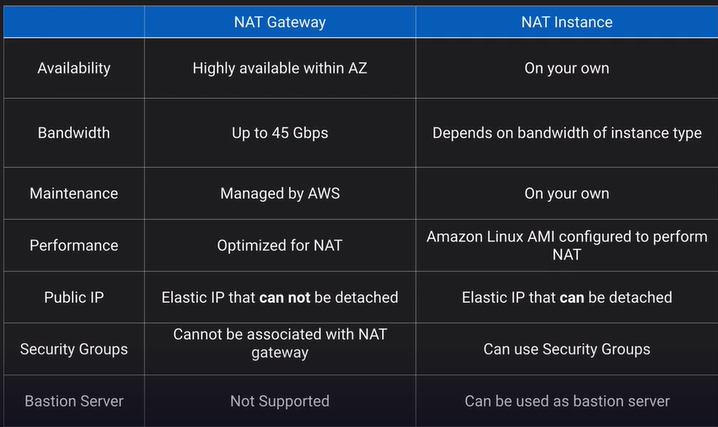 NAT Gateway NAT Instance
Availability Highly available within AZ On your own
Bandwidth Up to 45 Gbps Depends on bandwidth of instance type
Maintenance Managed by AWS On your own
Performance Optimized for NAT Amazon Linux AMI configured to perform
NAT
Public IP Elastic IP that can not be detached Elastic IP that can be detached
Security Groups Cannot be associated with NAT
gateway Can use Security Groups
Bastion Server Not Supported Can be used as bastion server